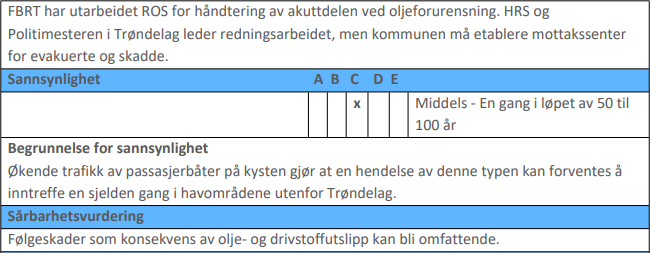 FBRT har utarbeidet ROS for håndtering av akuttdelen ved oljeforurensning. HRS og
Politimesteren i Trøndelag leder redningsarbeidet, men kommunen må etablere mottakssenter
for evakuerte og skadde.
Sannsynlighet A B C D E
x Middels - En gang i løpet av 50 til
100 år
Begrunnelse for sannsynlighet
Økende trafikk av passasjerbåter på kysten gjør at en hendelse av denne typen kan forventes å
inntreffe en sjelden gang i havområdene utenfor Trøndelag.
Sårbarhetsvurdering
Følgeskader som konsekvens av olje- og drivstoffutslipp kan bli omfattende.